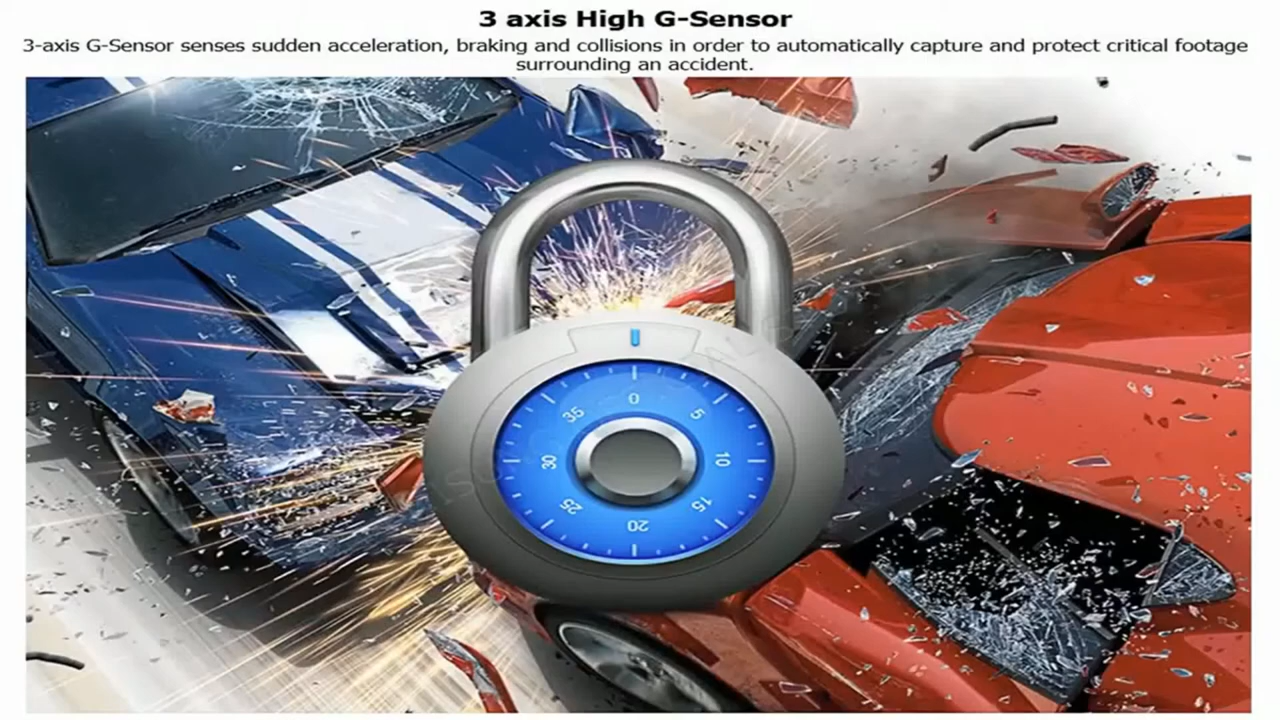 3 axis High G-Sensor
3-axis G-Sensor senses sudden acceleration, braking and collisions in order to automatically capture and protect critical footage
surrounding an accident.
0
5
10
15
20
25
30
35